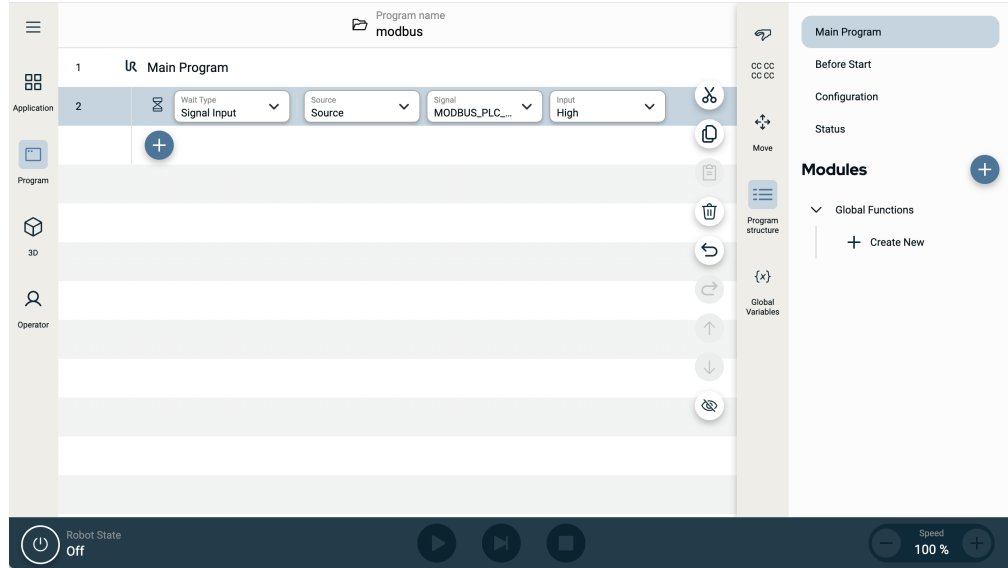 Program name
modbus
Application
Program
3D
Operator
1 UR Main Program
2
Wait Type
Signal Input
Source
Source
Signal
MODBUS_PLC_...
Input
High
CC CC
CC CC
Move
Program
structure
{x}
Global
Variables
Main Program
Before Start
Configuration
Status
Modules
Global Functions
Create New
Robot State
Off
Speed
100 %